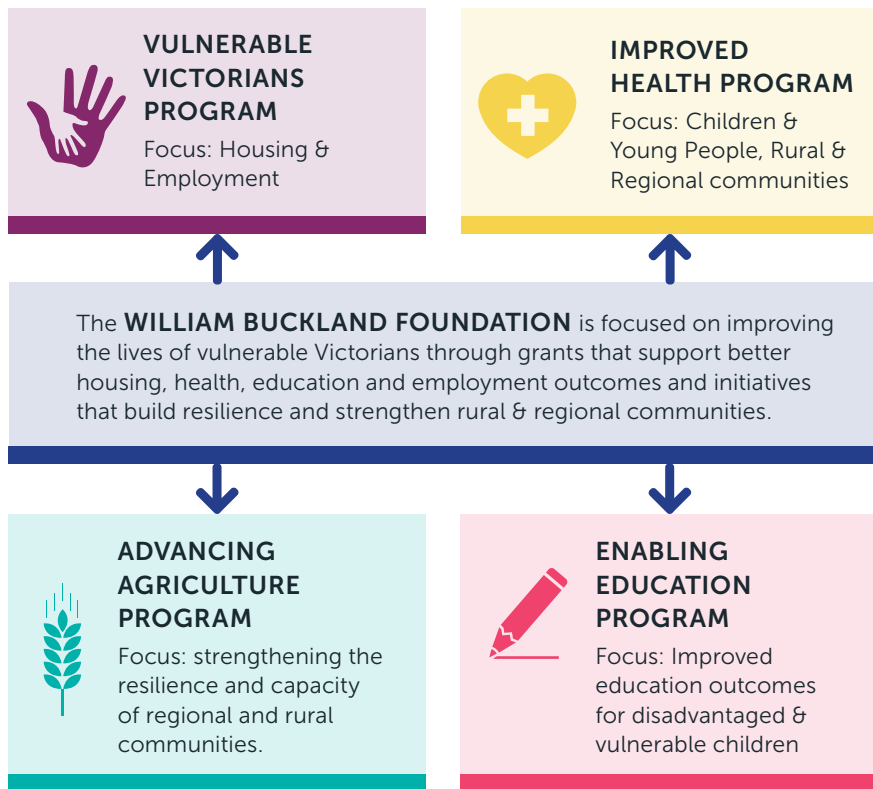 VULNERABLE
VICTORIANS
PROGRAM
Focus: Housing &
Employment
IMPROVED
HEALTH PROGRAM
Focus: Children &
Young People, Rural &
Regional communities
The WILLIAM BUCKLAND FOUNDATION is focused on improving
the lives of vulnerable Victorians through grants that support better
housing, health, education and employment outcomes and initiatives
that build resilience and strengthen rural & regional communities.
ADVANCING
AGRICULTURE
PROGRAM
Focus: strengthening the
resilience and capacity
of regional and rural
communities.
ENABLING
EDUCATION
PROGRAM
Focus: Improved
education outcomes
for disadvantaged &
vulnerable children